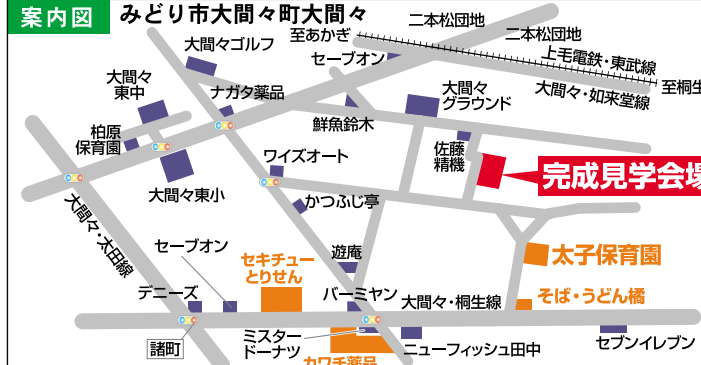 案内図
みどり市大間々町大間々
二本松団地
至あかぎ
二本松団地
大間々ゴルフ
セーブオン
上毛電鉄・東武線
至桐生
大間々
東中
ナガタ薬品
大間々
グラウンド
大間々・如来堂線
鮮魚鈴木
柏原
保育園
ワイズオート
佐藤
精機
完成見学会場
大間々東小
かつふじ亭
大間々・太田線
セーブオン
セキチュー
とりせん
遊庵
太子保育園
デニーズ
バーミヤン
大間々・桐生線
そば・うどん橘
諸町
ミスター
ドーナツ
カワチ薬品
ニューフィッシュ田中
セブンイレブン